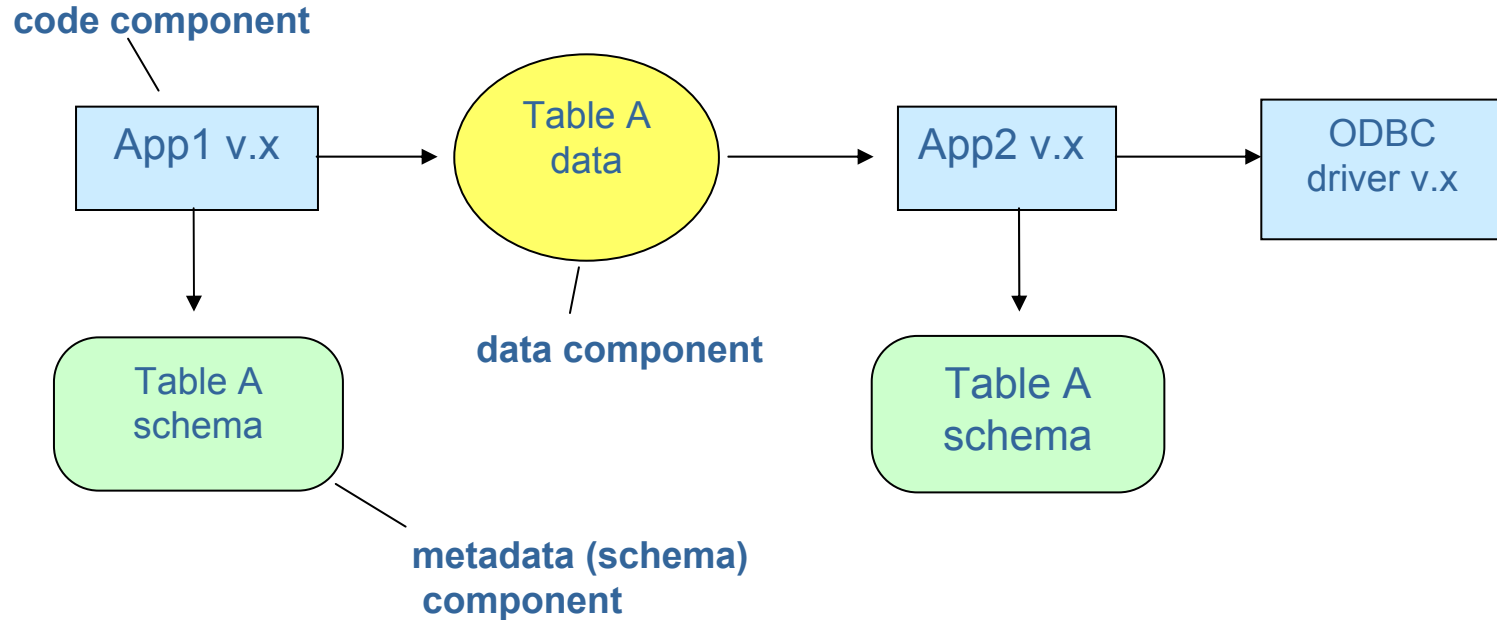 code component
App1 v.x
Table A
data
App2 v.x
ODBC
driver v.x
data component
Table A
schema
Table A
schema
metadata (schema)
component